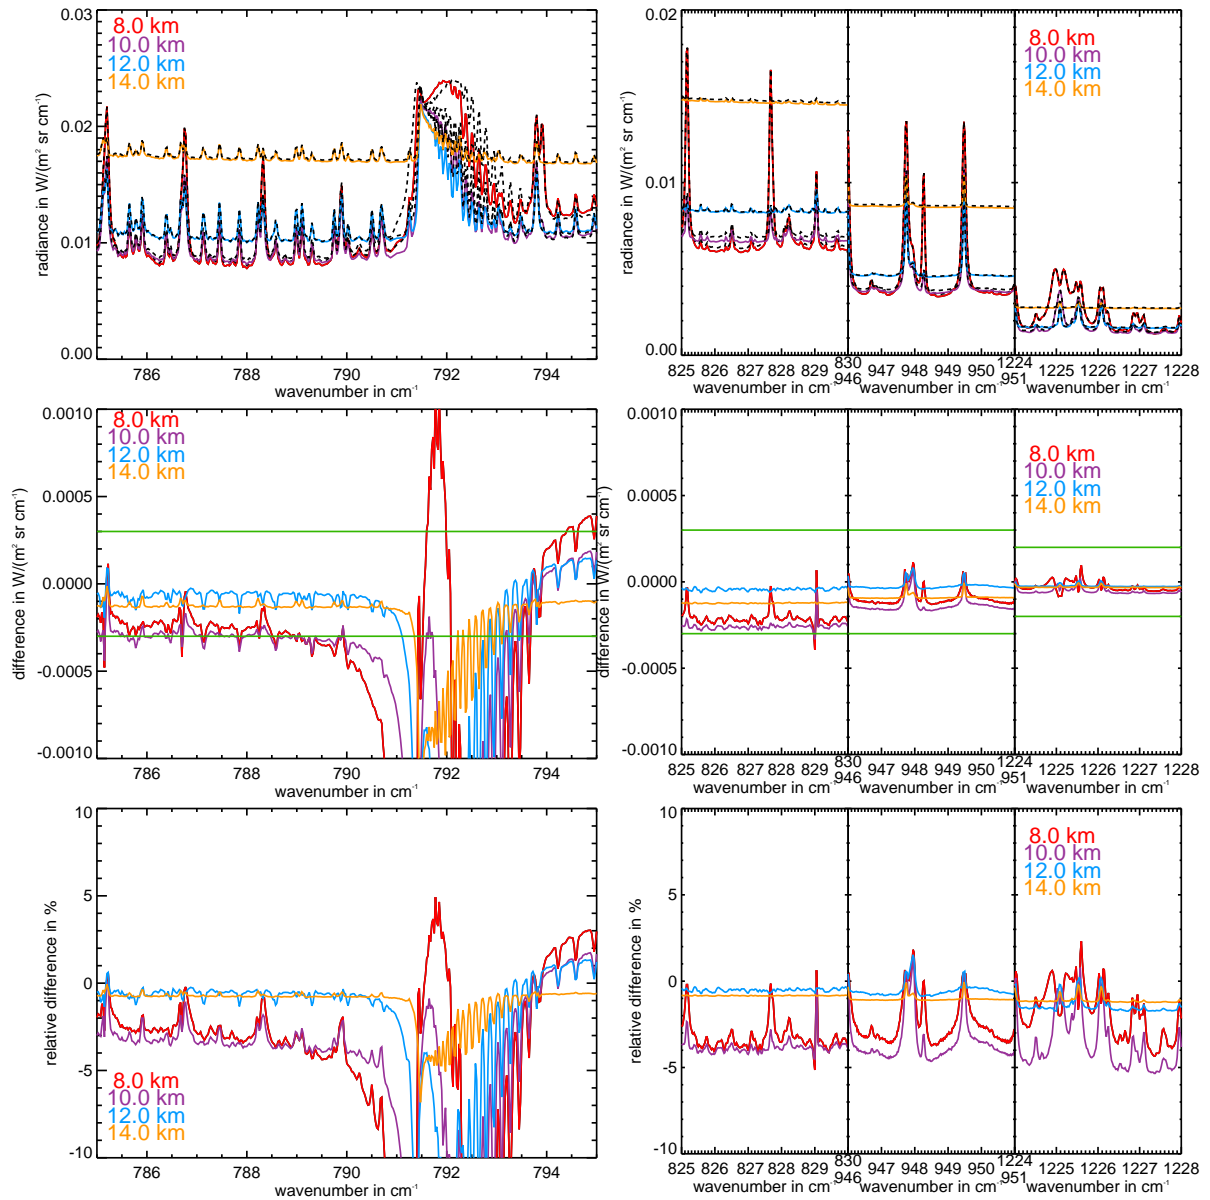 0.03
0.02
0.01
0.00
radiance in W/(m² sr cm⁻¹)
8.0 km
10.0 km
12.0 km
14.0 km
786 788 790 792 794
wavenumber in cm⁻¹
0.02
0.01
0.00
radiance in W/(m² sr cm⁻¹)
8.0 km
10.0 km
12.0 km
14.0 km
825 826 827 828 829 830
946 947 948 949 950 951
1224 1225 1226 1227 1228
wavenumber in cm⁻¹ wavenumber in cm⁻¹ wavenumber in cm⁻¹
0.0010
0.0005
0.0000
-0.0005
-0.0010
difference in W/(m² sr cm⁻¹)
8.0 km
10.0 km
12.0 km
14.0 km
786 788 790 792 794
wavenumber in cm⁻¹
0.0010
0.0005
0.0000
-0.0005
-0.0010
difference in W/(m² sr cm⁻¹)
8.0 km
10.0 km
12.0 km
14.0 km
825 826 827 828 829 830
946 947 948 949 950 951
1224 1225 1226 1227 1228
wavenumber in cm⁻¹ wavenumber in cm⁻¹ wavenumber in cm⁻¹
10
5
0
-5
-10
relative difference in %
8.0 km
10.0 km
12.0 km
14.0 km
786 788 790 792 794
wavenumber in cm⁻¹
10
5
0
-5
-10
relative difference in %
8.0 km
10.0 km
12.0 km
14.0 km
825 826 827 828 829 830
946 947 948 949 950 951
1224 1225 1226 1227 1228
wavenumber in cm⁻¹ wavenumber in cm⁻¹ wavenumber in cm⁻¹